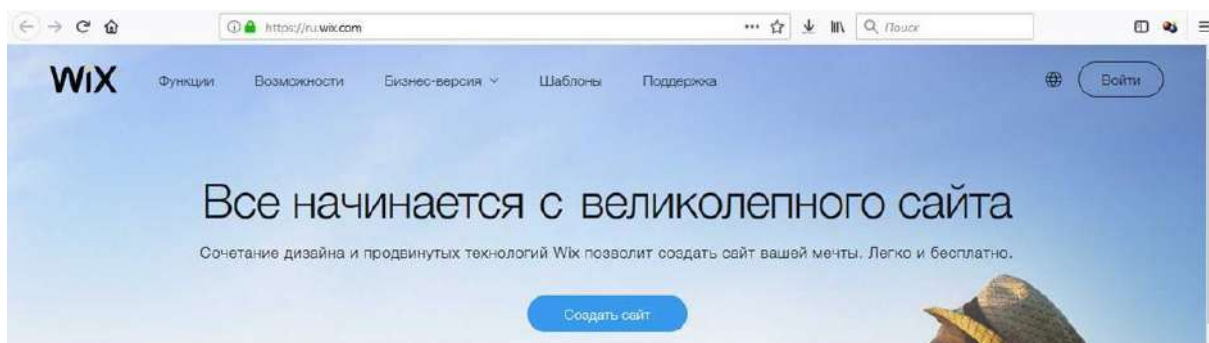 https://ru.wix.com
Поиск
WiX Функции Возможности Бизнес-версия Шаблоны Поддержка Войти
Все начинается с великолепного сайта
Сочетание дизайна и продвинутых технологий Wix позволит создать сайт вашей мечты. Легко и бесплатно.
Создать сайт